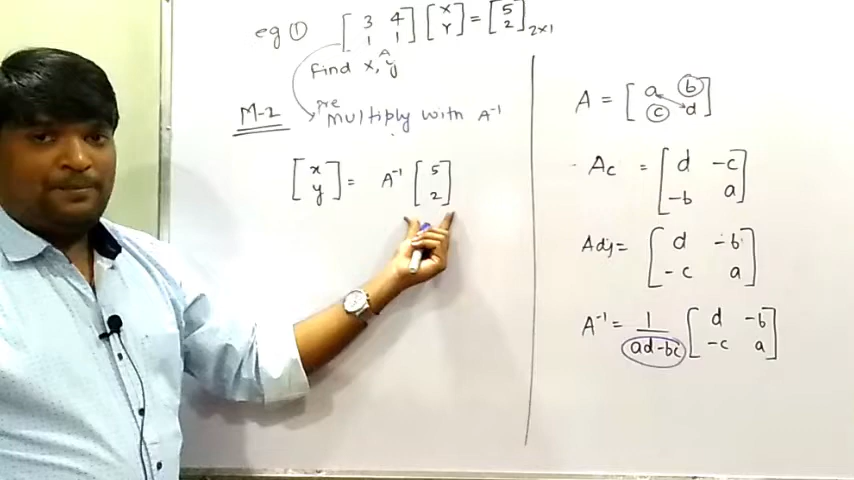 eg ① [ 3 4 ] [ X ] = [ 5 ]
[ 1 1 ] [ Y ] [ 2 ] 2×1
A
Find x, y
M-2 Pre Multiply with A⁻¹
[ x ] = A⁻¹ [ 5 ]
[ y ] [ 2 ]
A = [ a b ]
[ c d ]
Ac = [ d -c ]
[ -b a ]
Adj = [ d -b ]
[ -c a ]
A⁻¹ = 1/(ad-bc) [ d -b ]
[ -c a ]